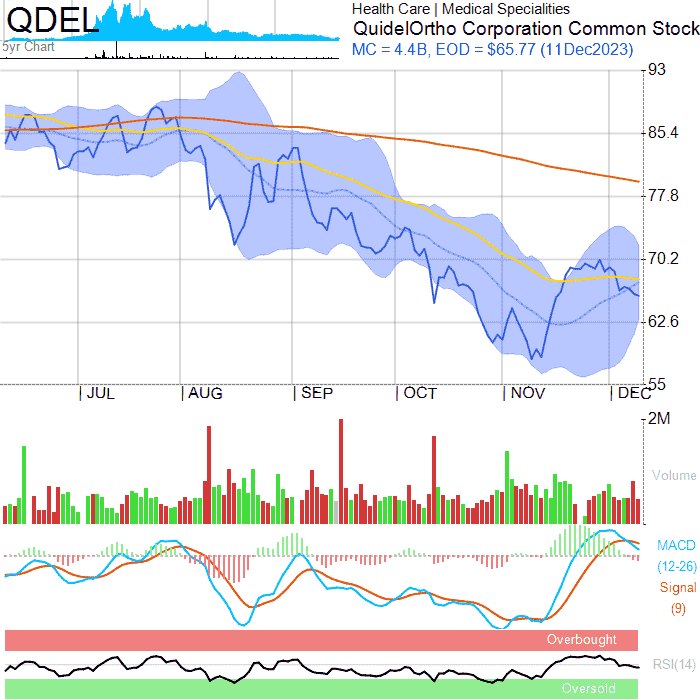 QDEL
5yr Chart
Health Care | Medical Specialities
QuidelOrtho Corporation Common Stock
MC = 4.4B, EOD = $65.77 (11Dec2023)
93
85.4
77.8
70.2
62.6
55
| JUL | AUG | SEP | OCT | NOV | DEC
2M
Volume
MACD
(12-26)
Signal
(9)
Overbought
RSI(14)
Oversold